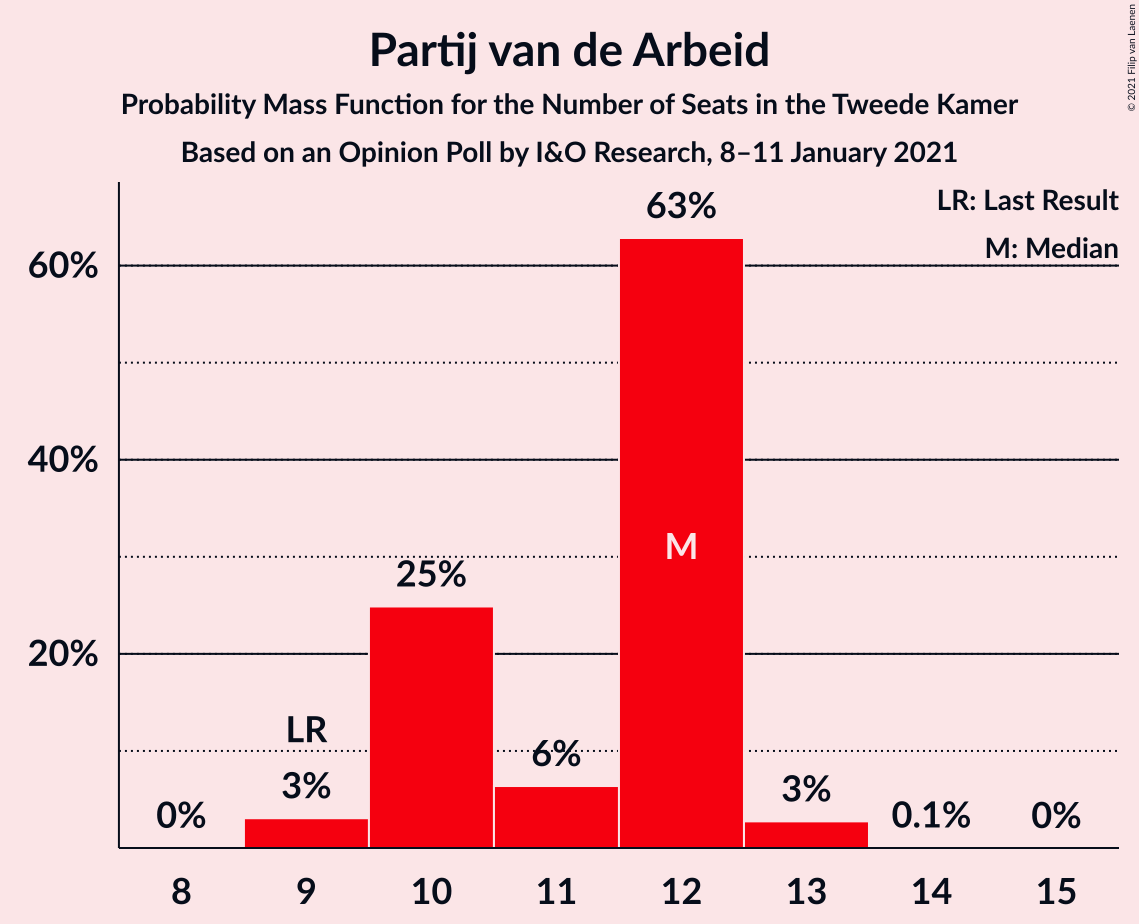 Partij van de Arbeid
Probability Mass Function for the Number of Seats in the Tweede Kamer
Based on an Opinion Poll by I&O Research, 8–11 January 2021
© 2021 Filip van Laenen
LR: Last Result
M: Median
63%
60%
40%
M
25%
20%
LR
6%
3%
3%
0%
0.1%
0%
8 9 10 11 12 13 14 15